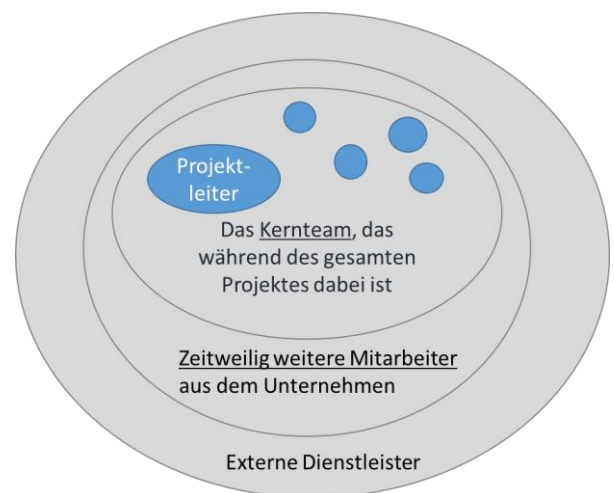 Projekt-
leiter
Das Kernteam, das
während des gesamten
Projektes dabei ist
Zeitweilig weitere Mitarbeiter
aus dem Unternehmen
Externe Dienstleister